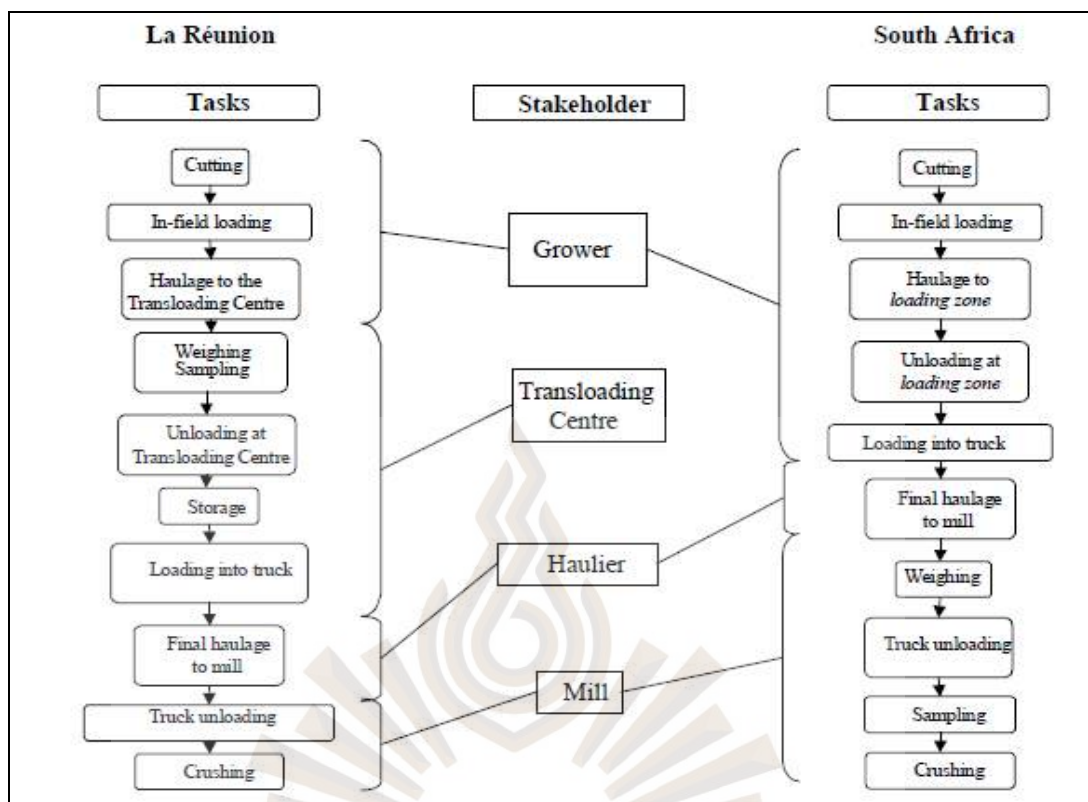 La Réunion
South Africa
Tasks
Stakeholder
Tasks
Cutting
In-field loading
Haulage to the
Transloading Centre
Weighing
Sampling
Unloading at
Transloading Centre
Storage
Loading into truck
Final haulage
to mill
Truck unloading
Crushing
Grower
Transloading
Centre
Haulier
Mill
Cutting
In-field loading
Haulage to
loading zone
Unloading at
loading zone
Loading into truck
Final haulage
to mill
Weighing
Truck unloading
Sampling
Crushing